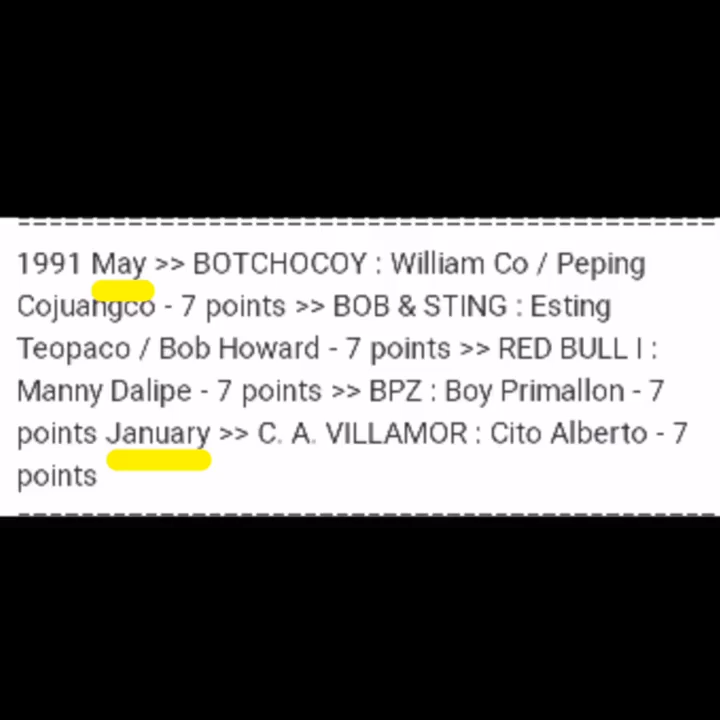 1991 May >> BOTCHOCOY : William Co / Peping
Cojuangco - 7 points >> BOB & STING : Esting
Teopaco / Bob Howard - 7 points >> RED BULL I :
Manny Dalipe - 7 points >> BPZ : Boy Primallon - 7
points January >> C. A. VILLAMOR : Cito Alberto - 7
points